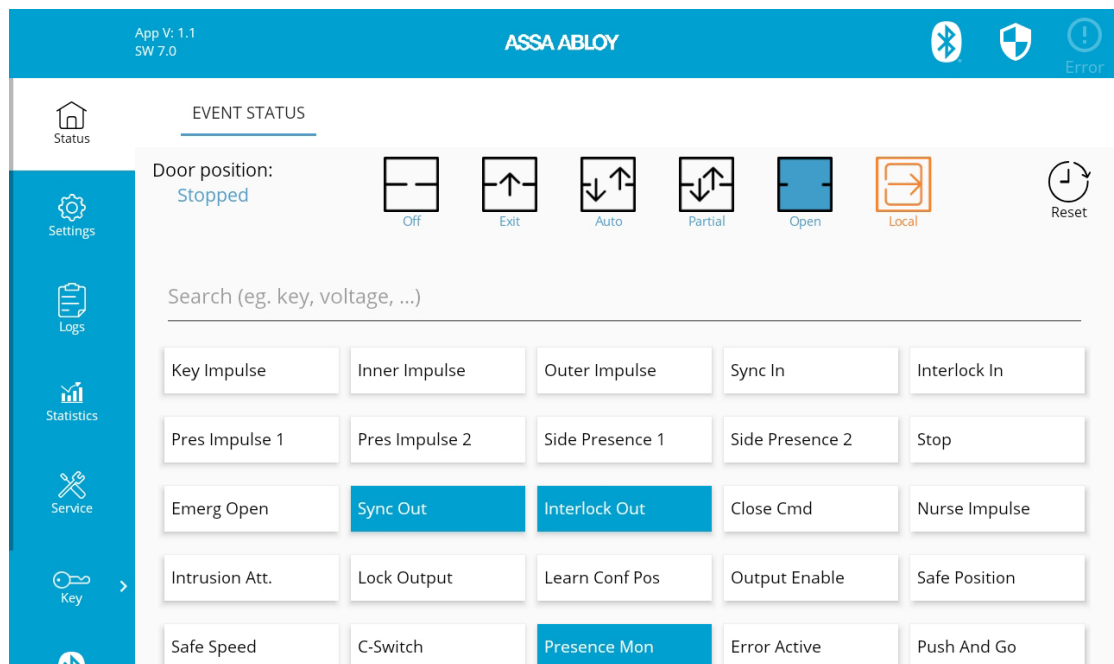 App V: 1.1
SW 7.0
ASSA ABLOY
Error
Status
EVENT STATUS
Door position:
Stopped
Off
Exit
Auto
Partial
Open
Local
Reset
Settings
Search (eg. key, voltage, ...)
Logs
Key Impulse
Inner Impulse
Outer Impulse
Sync In
Interlock In
Statistics
Pres Impulse 1
Pres Impulse 2
Side Presence 1
Side Presence 2
Stop
Service
Emerg Open
Sync Out
Interlock Out
Close Cmd
Nurse Impulse
Key
Intrusion Att.
Lock Output
Learn Conf Pos
Output Enable
Safe Position
Safe Speed
C-Switch
Presence Mon
Error Active
Push And Go